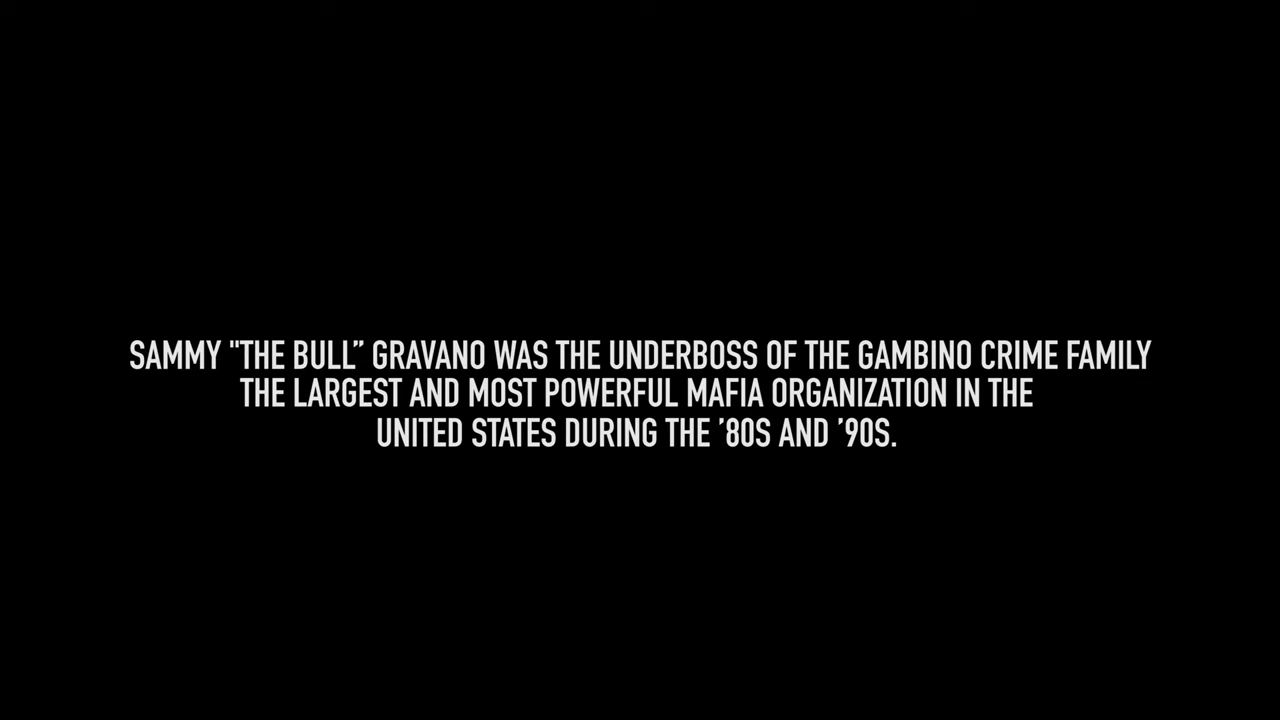 SAMMY "THE BULL” GRAVANO WAS THE UNDERBOSS OF THE GAMBINO CRIME FAMILY
THE LARGEST AND MOST POWERFUL MAFIA ORGANIZATION IN THE
UNITED STATES DURING THE ’80S AND ’90S.